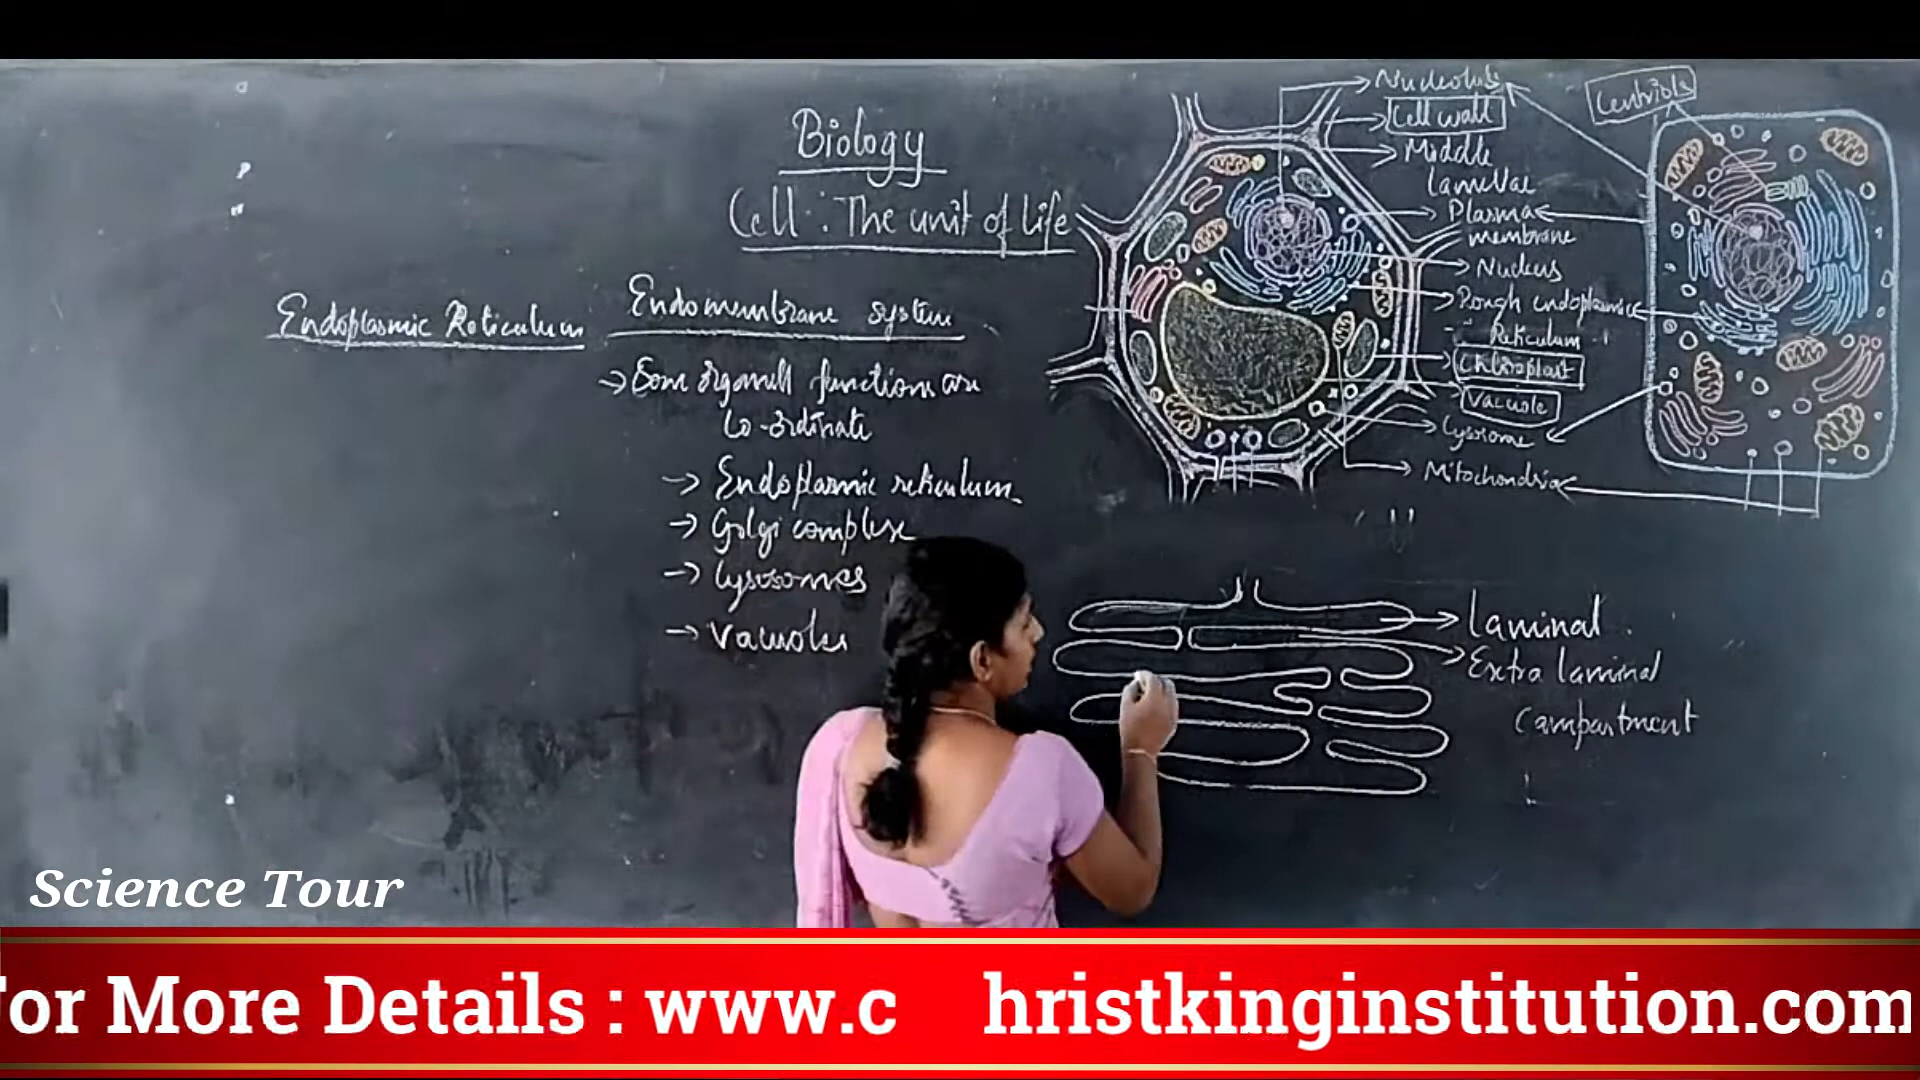 Biology
Cell : The unit of life
Endoplasmic Reticulum
Endomembrane system
→ Som organell functions are
Co-ordinate
→ Endoplasmic reticulum
→ Golgi complex
→ Lysosomes
→ Vacuoles
Nucleolus
Cell wall
Middle
lamellae
Plasma
membrane
Nucleus
Rough endoplasmic
Reticulum
Chloroplast
Vacuole
Lysosome
Mitochondria
Centriols
Laminal
Extra laminal
Compartment
Science Tour
For More Details : www.c hristkinginstitution.com